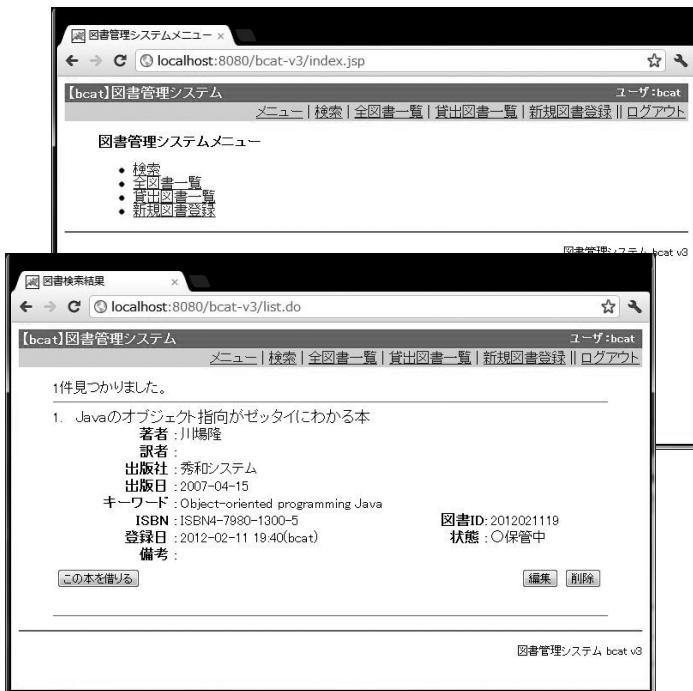 図書管理システムメニュー ×
localhost:8080/bcat-v3/index.jsp
【bcat】図書管理システム ユーザ:bcat
メニュー | 検索 | 全図書一覧 | 貸出図書一覧 | 新規図書登録 || ログアウト
図書管理システムメニュー
• 検索
• 全図書一覧
• 貸出図書一覧
• 新規図書登録
図書管理システム bcat v3
図書検索結果 ×
localhost:8080/bcat-v3/list.do
【bcat】図書管理システム ユーザ:bcat
メニュー | 検索 | 全図書一覧 | 貸出図書一覧 | 新規図書登録 || ログアウト
1件見つかりました。
1. Javaのオブジェクト指向がゼッタイにわかる本
著者 : 川場隆
訳者 :
出版社 : 秀和システム
出版日 : 2007-04-15
キーワード : Object-oriented programming Java
ISBN : ISBN4-7980-1300-5 図書ID: 2012021119
登録日 : 2012-02-11 19:40(bcat) 状態 : ○保管中
備考 :
この本を借りる 編集 削除
図書管理システム bcat v3